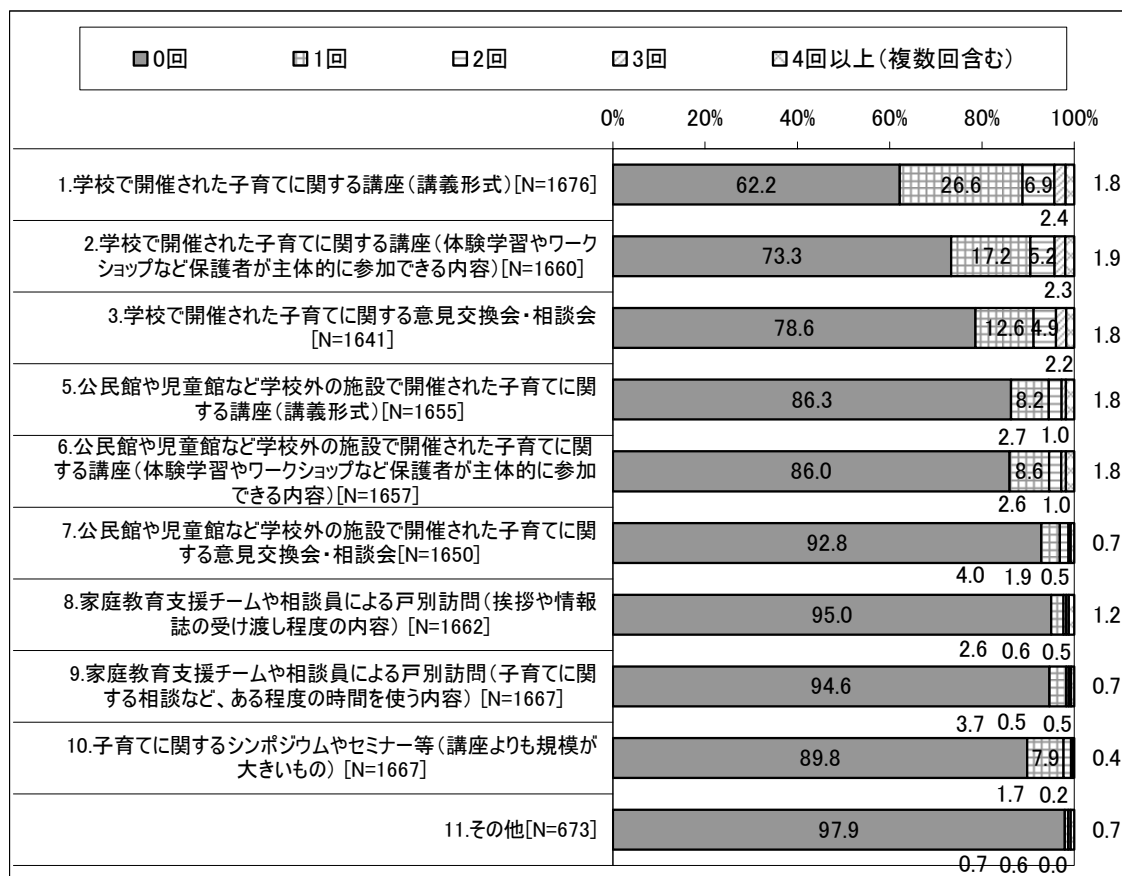 0回 1回 2回 3回 4回以上(複数回含む)
0% 20% 40% 60% 80% 100%
1.学校で開催された子育てに関する講座(講義形式)[N=1676]
62.2 26.6 6.9 1.8
2.4
2.学校で開催された子育てに関する講座(体験学習やワーク
ショップなど保護者が主体的に参加できる内容)[N=1660]
73.3 17.2 5.2 1.9
2.3
3.学校で開催された子育てに関する意見交換会・相談会
[N=1641]
78.6 12.6 4.9 1.8
2.2
5.公民館や児童館など学校外の施設で開催された子育てに関
する講座(講義形式)[N=1655]
86.3 8.2 1.8
2.7 1.0
6.公民館や児童館など学校外の施設で開催された子育てに関
する講座(体験学習やワークショップなど保護者が主体的に参加
できる内容)[N=1657]
86.0 8.6 1.8
2.6 1.0
7.公民館や児童館など学校外の施設で開催された子育てに関
する意見交換会・相談会[N=1650]
92.8 0.7
4.0 1.9 0.5
8.家庭教育支援チームや相談員による戸別訪問(挨拶や情報
誌の受け渡し程度の内容) [N=1662]
95.0 1.2
2.6 0.6 0.5
9.家庭教育支援チームや相談員による戸別訪問(子育てに関
する相談など、ある程度の時間を使う内容) [N=1667]
94.6 0.7
3.7 0.5 0.5
10.子育てに関するシンポジウムやセミナー等(講座よりも規模が
大きいもの) [N=1667]
89.8 7.9 0.4
1.7 0.2
11.その他[N=673]
97.9 0.7
0.7 0.6 0.0